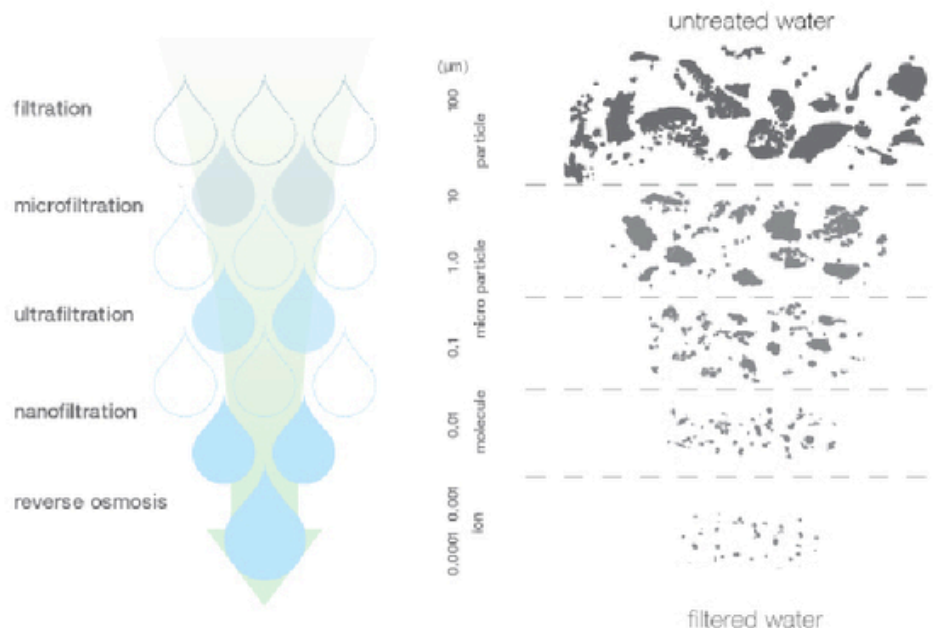 untreated water
(µm)
filtration
100
particle
microfiltration
10
1.0
micro particle
ultrafiltration
0.1
nanofiltration
0.01
molecule
reverse osmosis
0.001
ion
0.0001
filtered water